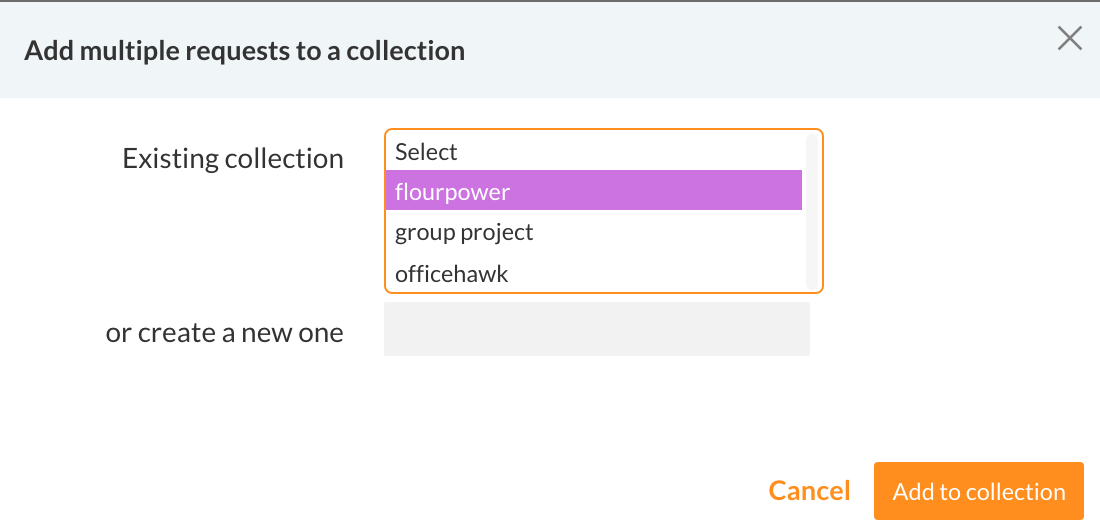 Add multiple requests to a collection
Existing collection
Select
flourpower
group project
officehawk
or create a new one
Cancel
Add to collection